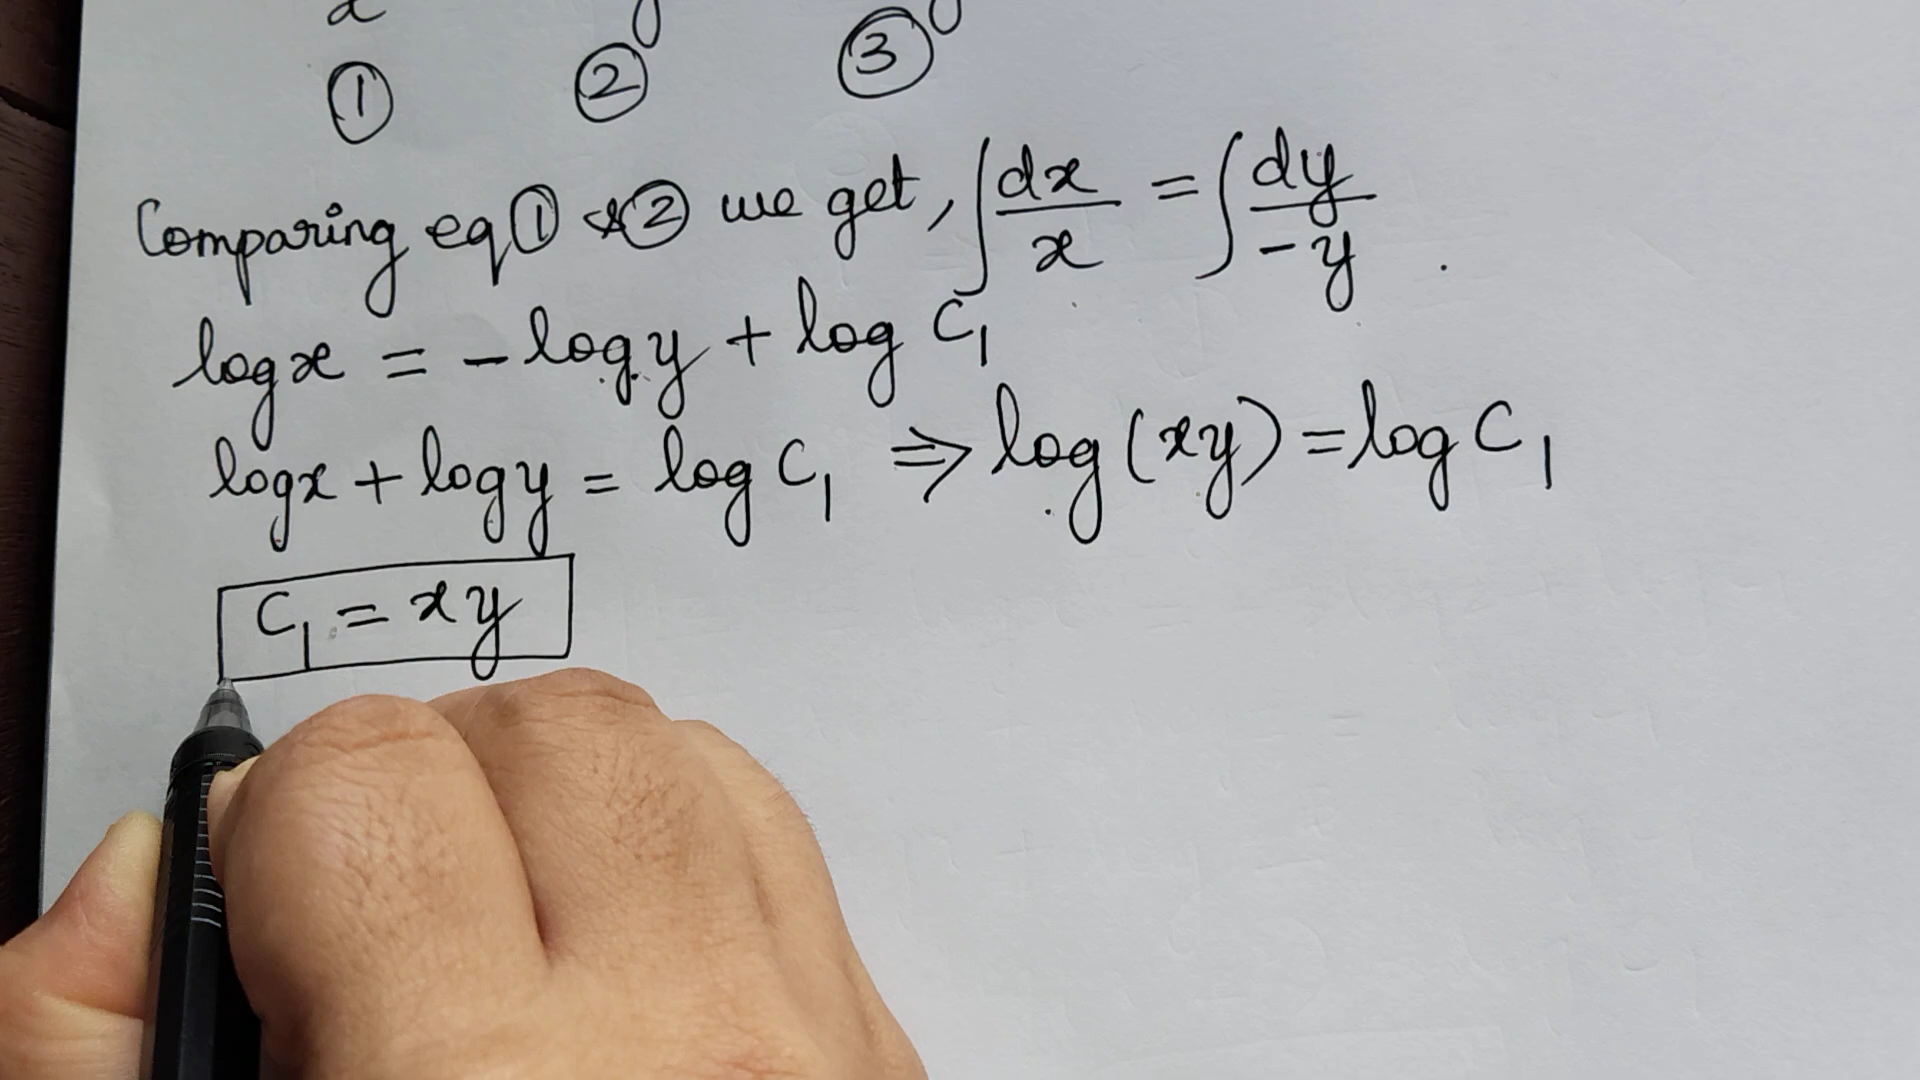 ① ② ③
Comparing eq ① & ② we get, ∫ dx/x = ∫ dy/-y
log x = - log y + log C₁
log x + log y = log C₁ ⇒ log (xy) = log C₁
C₁ = xy